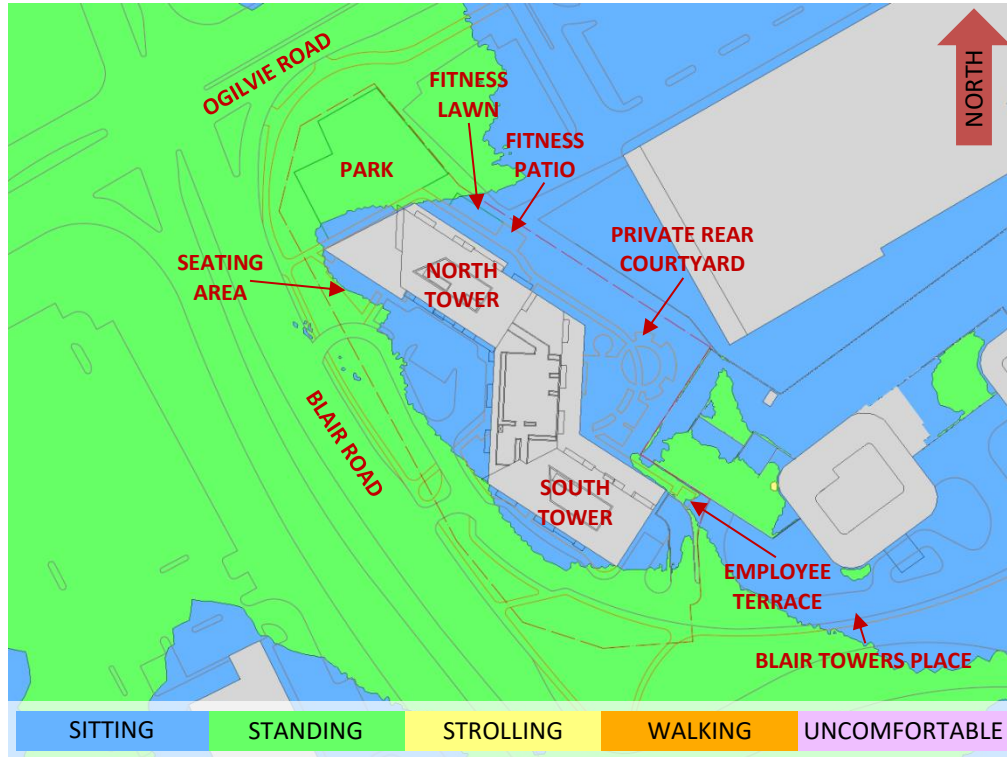 NORTH
OGILVIE ROAD
FITNESS
LAWN
FITNESS
PATIO
PARK
PRIVATE REAR
COURTYARD
SEATING
AREA
NORTH
TOWER
BLAIR ROAD
SOUTH
TOWER
EMPLOYEE
TERRACE
BLAIR TOWERS PLACE
SITTING
STANDING
STROLLING
WALKING
UNCOMFORTABLE